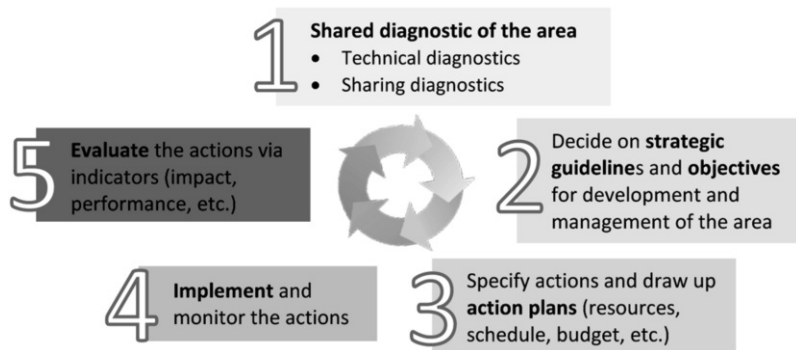 1
Shared diagnostic of the area
• Technical diagnostics
• Sharing diagnostics
2
Decide on strategic
guidelines and objectives
for development and
management of the area
3
Specify actions and draw up
action plans (resources,
schedule, budget, etc.)
4
Implement and
monitor the actions
5
Evaluate the actions via
indicators (impact,
performance, etc.)